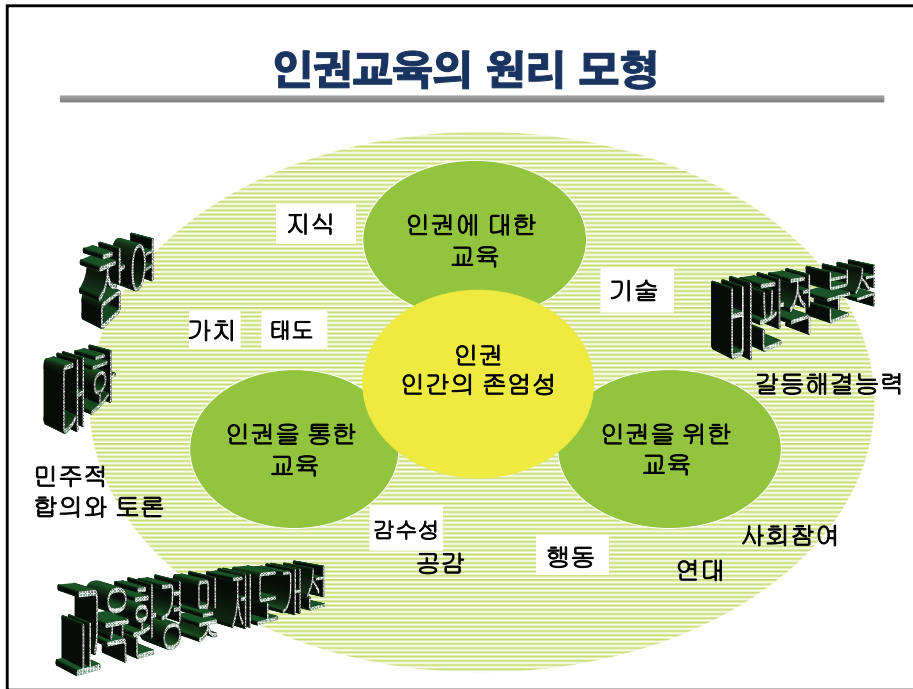 인권교육의 원리 모형
지식
인권에 대한
교육
참여
기술
비판적분석
가치
태도
인권
인간의 존엄성
대화
갈등해결능력
인권을 통한
교육
인권을 위한
교육
민주적
합의와 토론
감수성
공감
행동
사회참여
연대
교육환경 및 제도개선